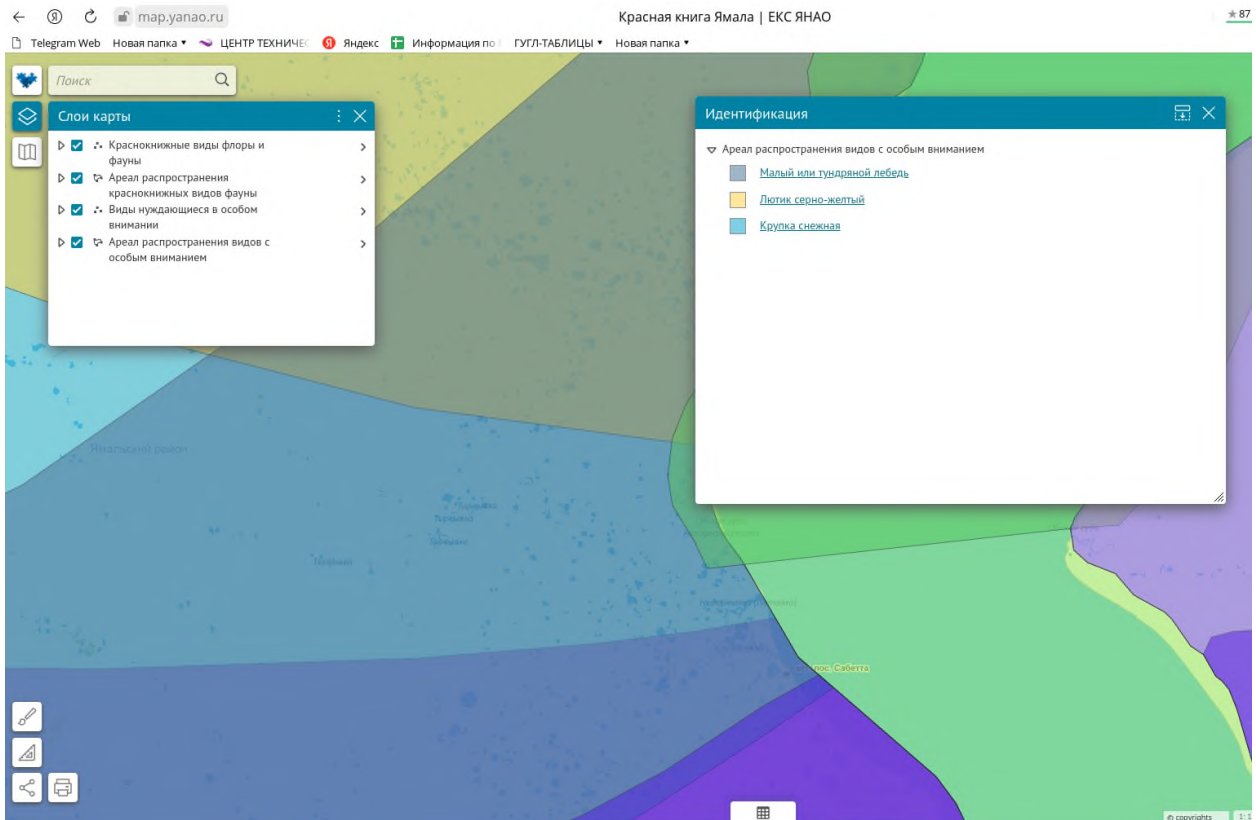 map.yanao.ru
Красная книга Ямала | ЕКС ЯНАО
87
Telegram Web
Новая папка
ЦЕНТР ТЕХНИЧЕС
Яндекс
Информация по
ГУГЛ-ТАБЛИЦЫ
Новая папка
Поиск
Слои карты
Краснокнижные виды флоры и
фауны
Ареал распространения
краснокнижных видов фауны
Виды нуждающиеся в особом
внимании
Ареал распространения видов с
особым вниманием
Идентификация
Ареал распространения видов с особым вниманием
Малый или тундряной лебедь
Лютик серно-желтый
Крупка снежная
Ямальский район
пос. Сабетта
© copyrights